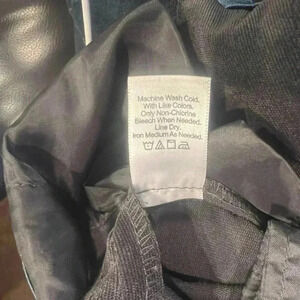 Machine Wash Cold.
With Like Colors.
Only Non-Chlorine
Bleach When Needed.
Line Dry.
Iron Medium As Needed.